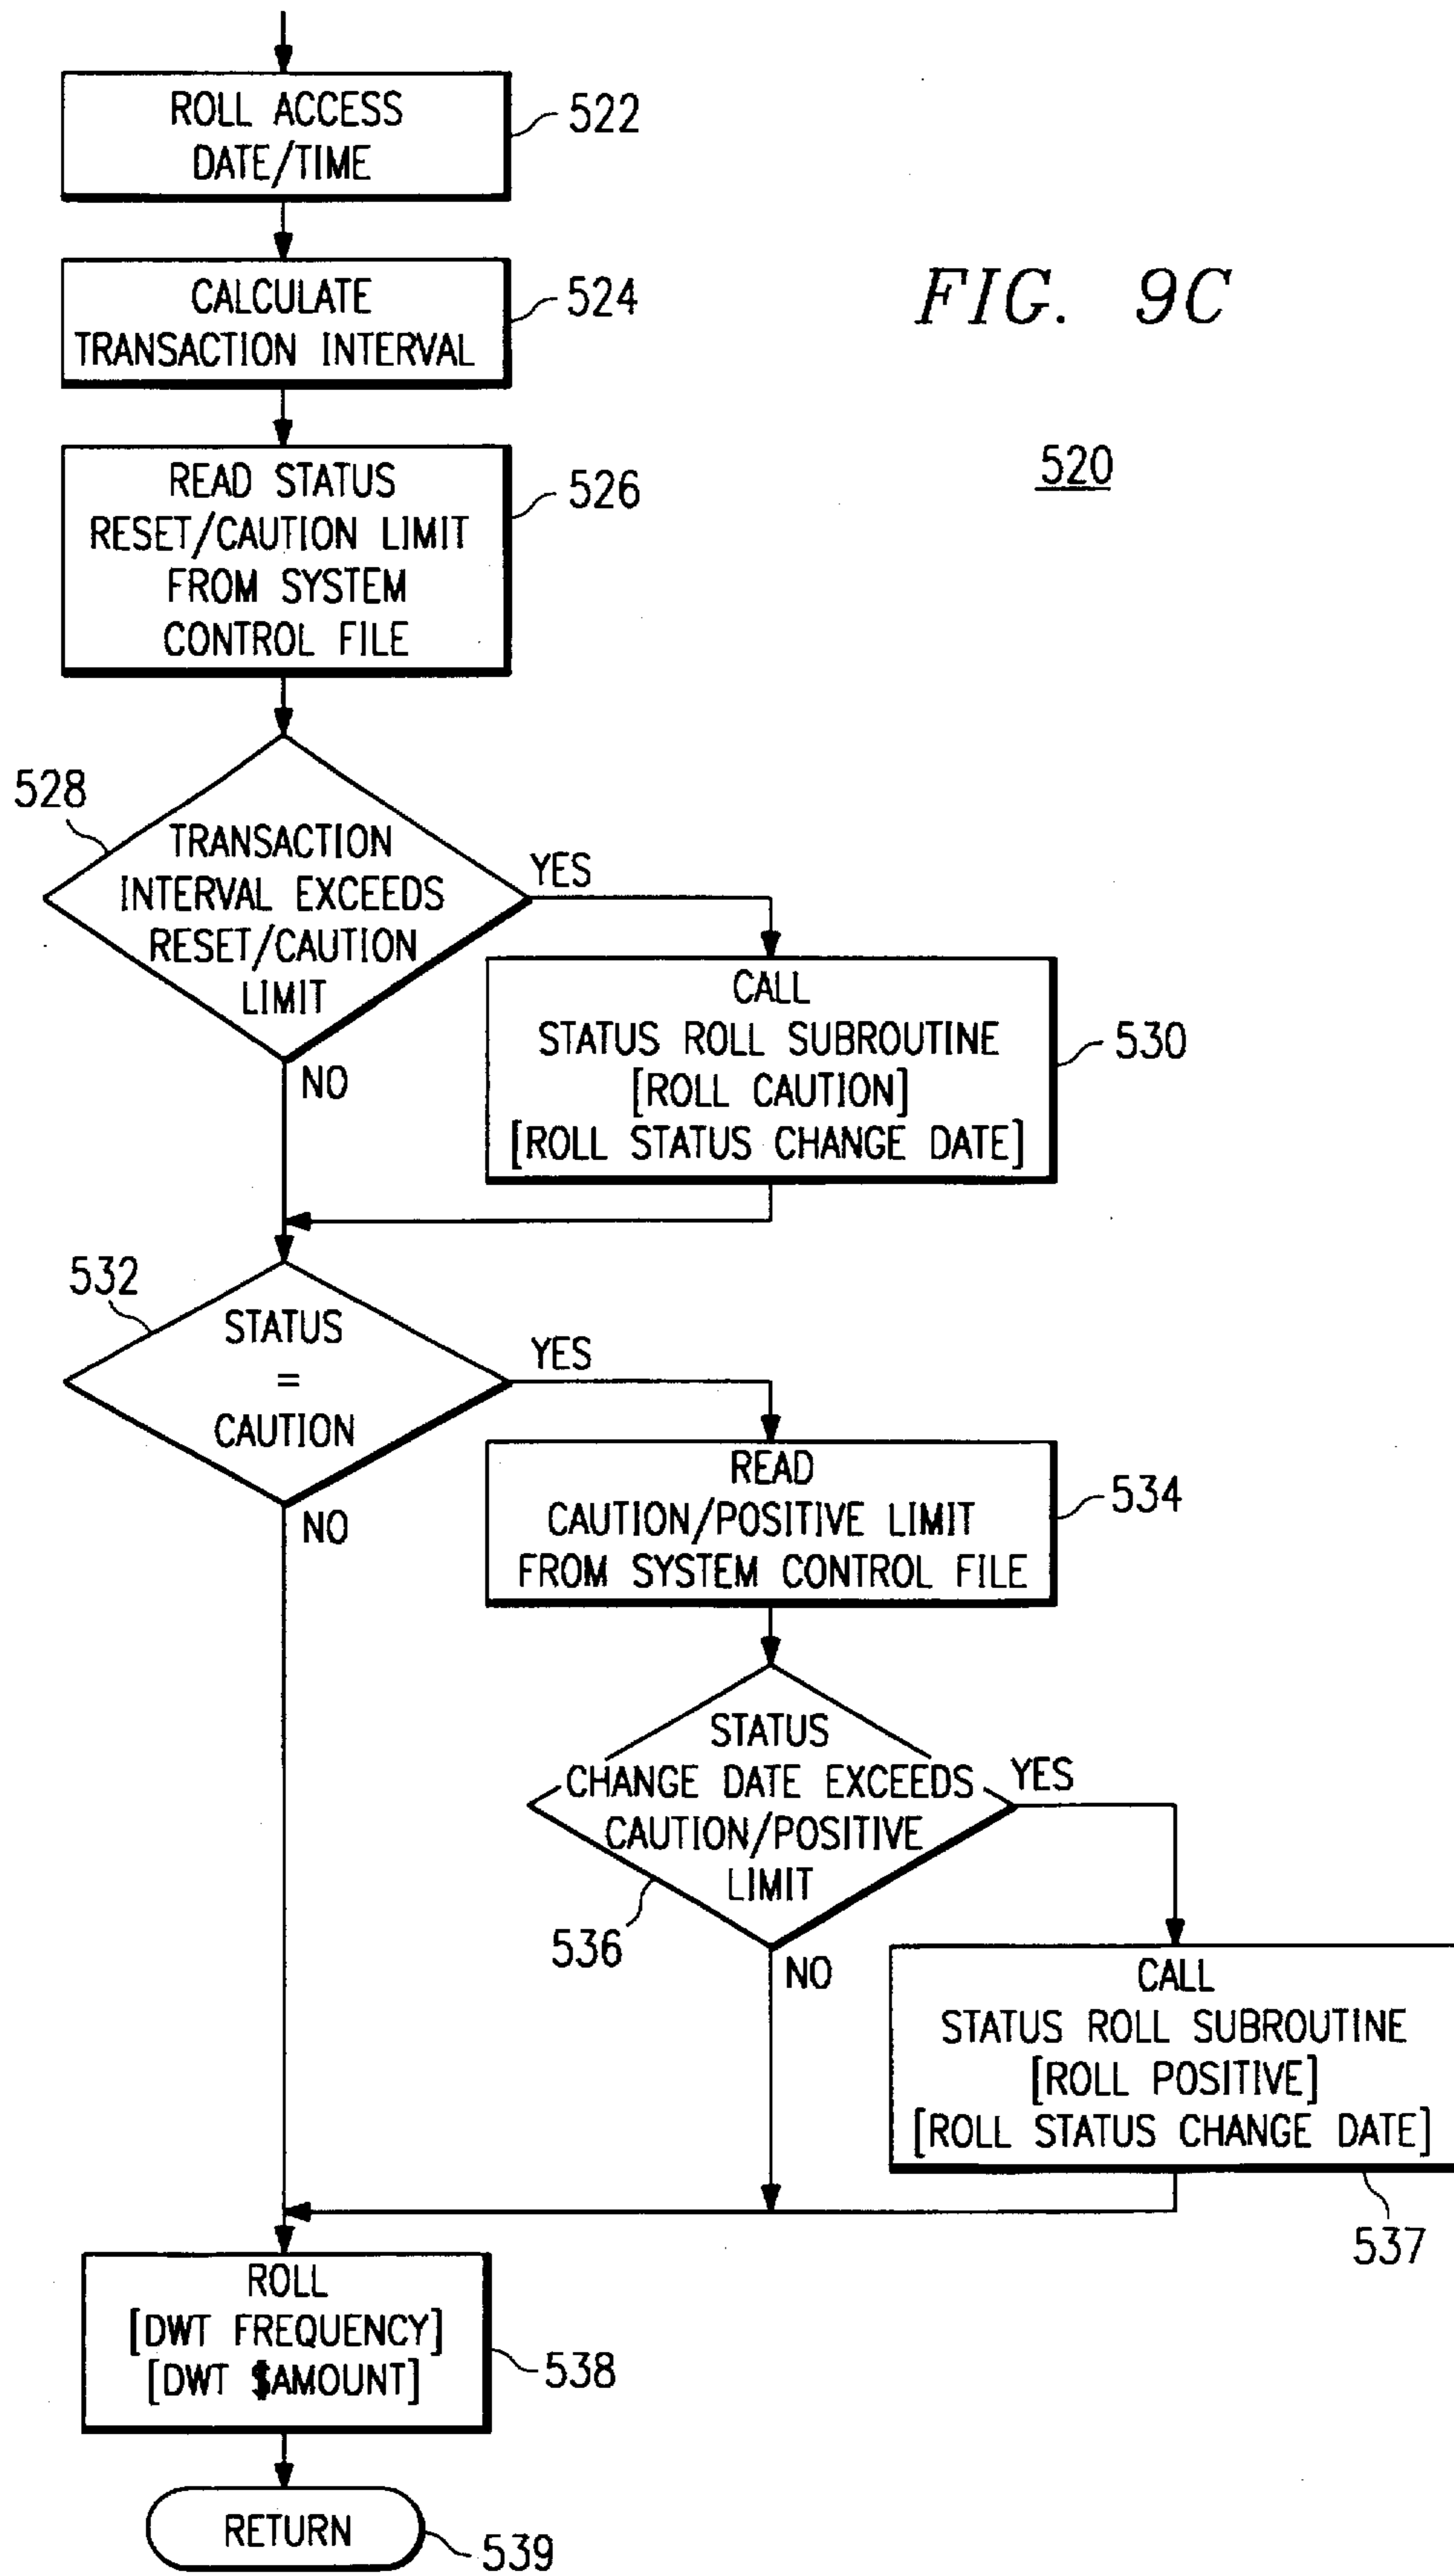 ROLL ACCESS
DATE/TIME
522
CALCULATE
TRANSACTION INTERVAL
524
FIG. 9C
520
READ STATUS
RESET/CAUTION LIMIT
FROM SYSTEM
CONTROL FILE
526
528
TRANSACTION
INTERVAL EXCEEDS
RESET/CAUTION
LIMIT
YES
NO
CALL
STATUS ROLL SUBROUTINE
[ROLL CAUTION]
[ROLL STATUS CHANGE DATE]
530
532
STATUS
=
CAUTION
YES
NO
READ
CAUTION/POSITIVE LIMIT
FROM SYSTEM CONTROL FILE
534
STATUS
CHANGE DATE EXCEEDS
CAUTION/POSITIVE
LIMIT
YES
536
NO
CALL
STATUS ROLL SUBROUTINE
[ROLL POSITIVE]
[ROLL STATUS CHANGE DATE]
537
ROLL
[DWT FREQUENCY]
[DWT $AMOUNT]
538
RETURN
539